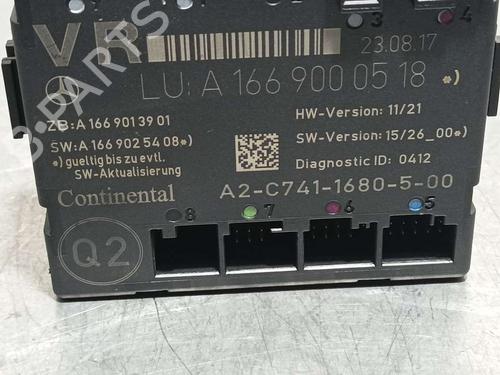 3 4
VR
23.08.17
LU: A 166 900 05 18 *)
ZB: A 166 901 39 01
SW: A 166 902 54 08 *)
*) gueltig bis zu evtl.
SW-Aktualisierung
HW-Version: 11/21
SW-Version: 15/26_00 *)
Diagnostic ID: 0412
Continental
A2-C741-1680-5-00
8 7 6 5
Q2
B-PARTS